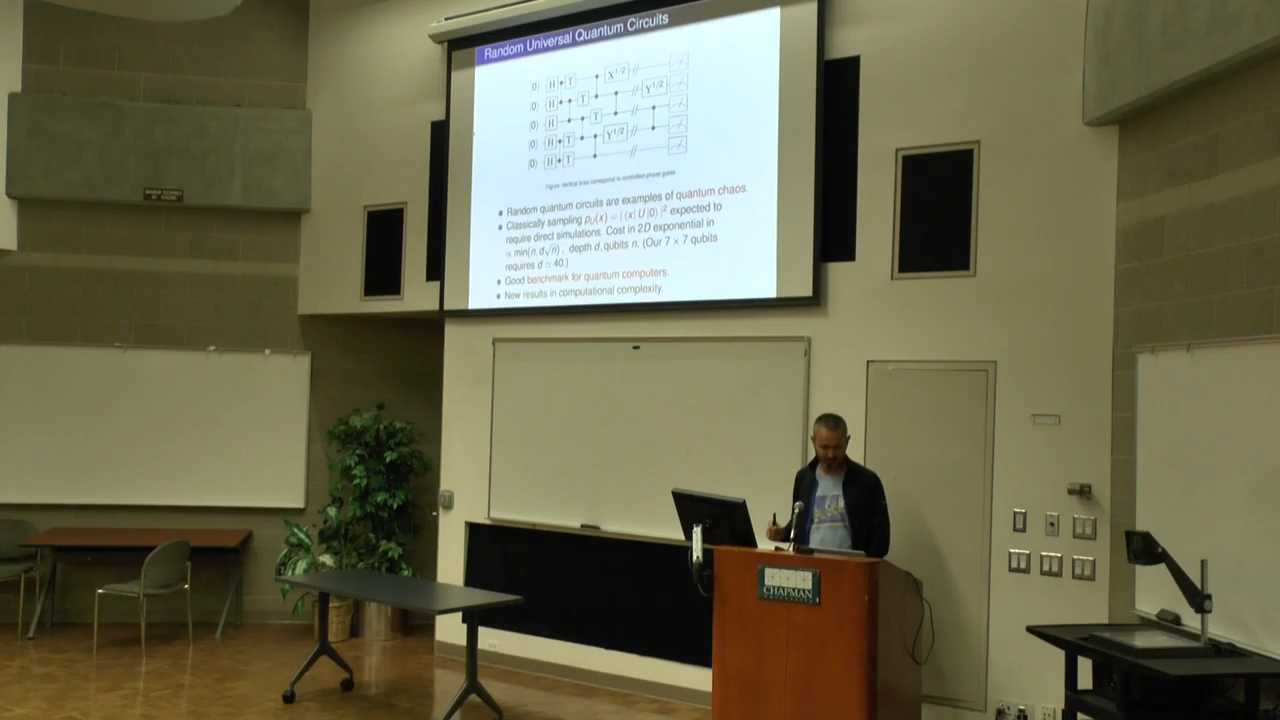 Random Universal Quantum Circuits
|0⟩ H T X^1/2
|0⟩ H T Y^1/2
|0⟩ H T
|0⟩ H T Y^1/2
|0⟩ H T
Figure: Vertical lines correspond to controlled-phase gates
• Random quantum circuits are examples of quantum chaos.
• Classically sampling p_U(x) = |⟨x| U |0⟩|² expected to
require direct simulations. Cost in 2D exponential in
∝ min(n, d√n), depth d, qubits n. (Our 7 × 7 qubits
requires d ≃ 40.)
• Good benchmark for quantum computers.
• New results in computational complexity.
CHAPMAN
UNIVERSITY